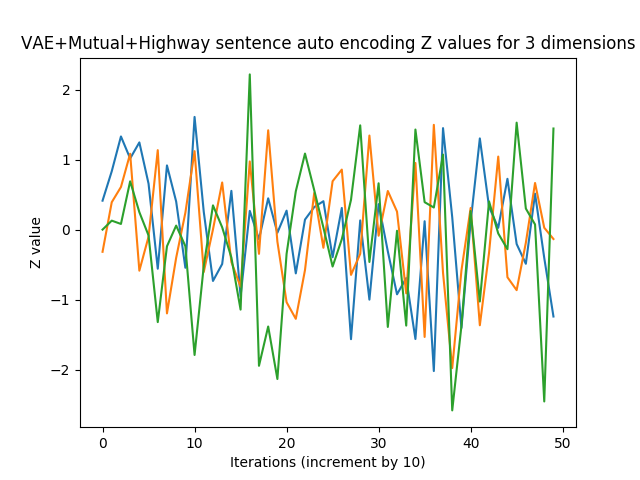 VAE+Mutual+Highway sentence auto encoding Z values for 3 dimensions
Z value
2
1
0
−1
−2
0 10 20 30 40 50
Iterations (increment by 10)